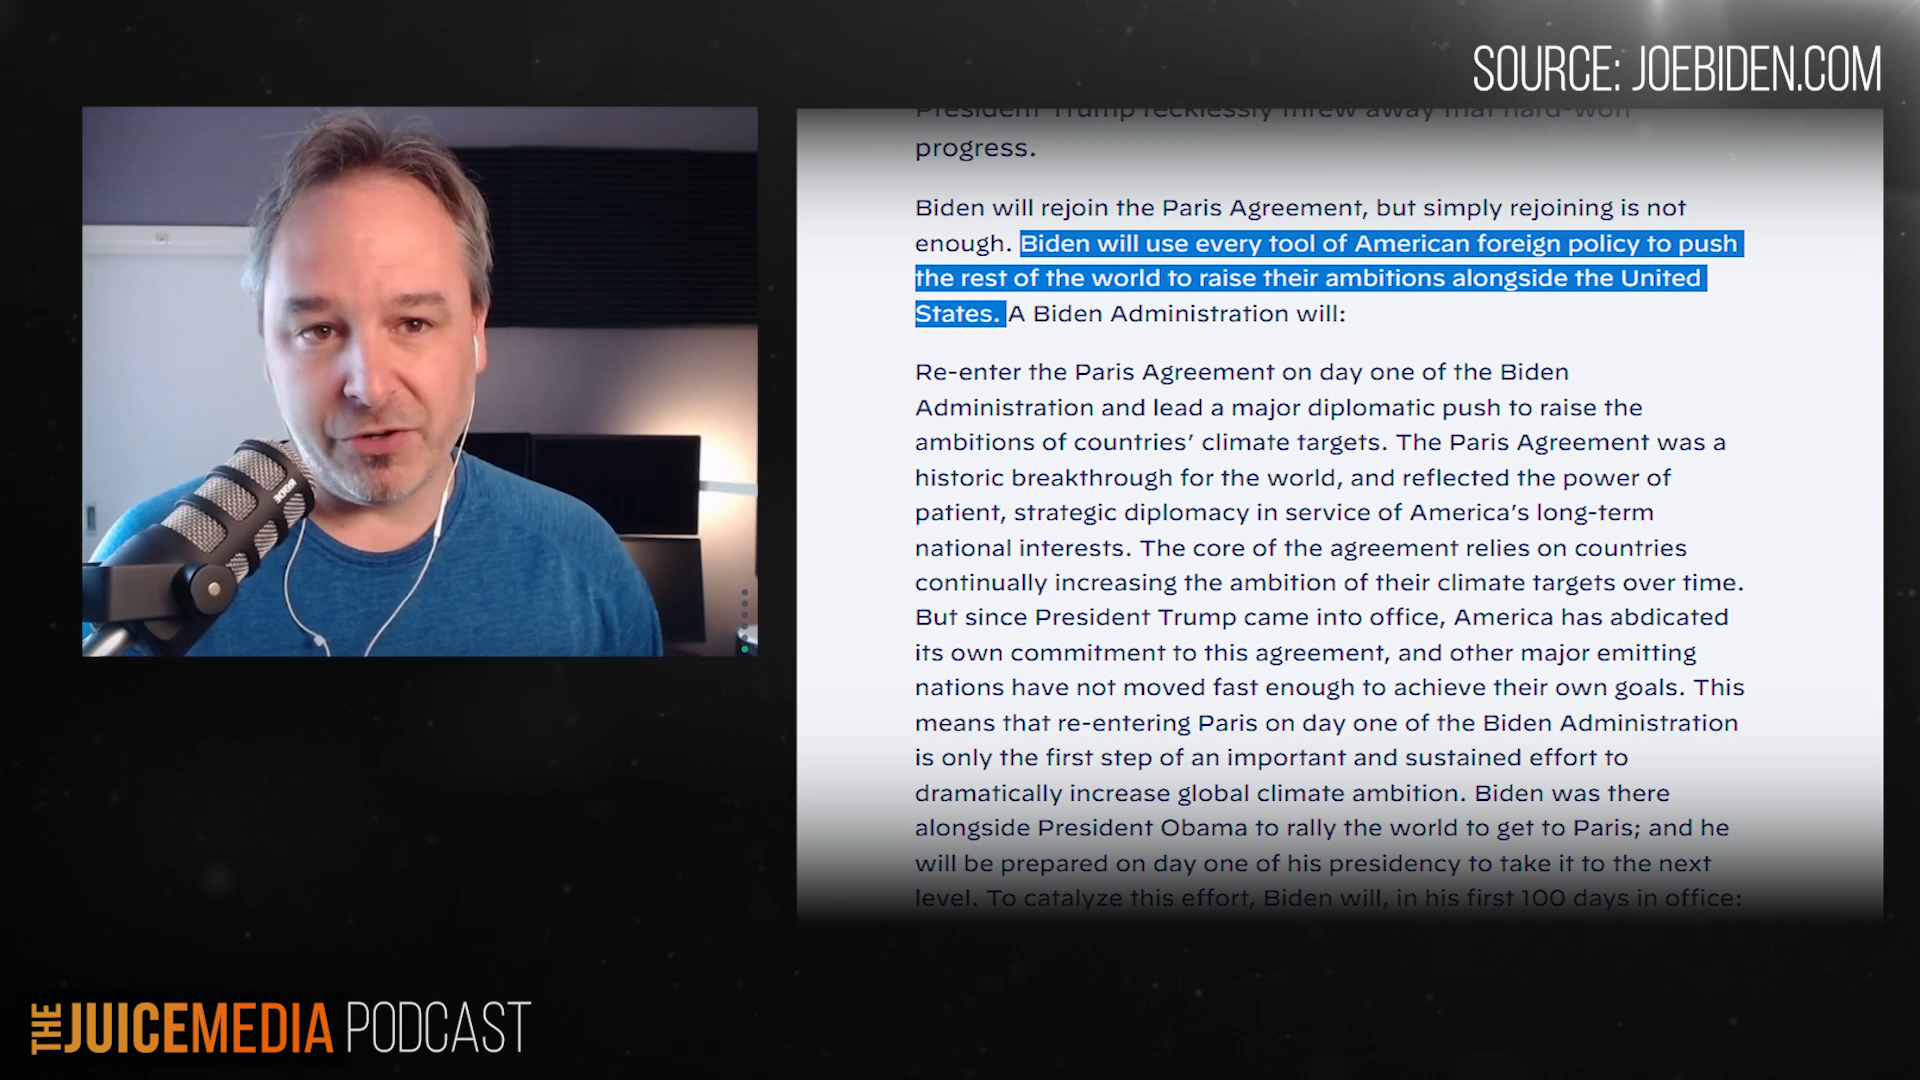 SOURCE: JOEBIDEN.COM
President Trump recklessly threw away that hard-won
progress.
Biden will rejoin the Paris Agreement, but simply rejoining is not
enough. Biden will use every tool of American foreign policy to push
the rest of the world to raise their ambitions alongside the United
States. A Biden Administration will:
Re-enter the Paris Agreement on day one of the Biden
Administration and lead a major diplomatic push to raise the
ambitions of countries’ climate targets. The Paris Agreement was a
historic breakthrough for the world, and reflected the power of
patient, strategic diplomacy in service of America’s long-term
national interests. The core of the agreement relies on countries
continually increasing the ambition of their climate targets over time.
But since President Trump came into office, America has abdicated
its own commitment to this agreement, and other major emitting
nations have not moved fast enough to achieve their own goals. This
means that re-entering Paris on day one of the Biden Administration
is only the first step of an important and sustained effort to
dramatically increase global climate ambition. Biden was there
alongside President Obama to rally the world to get to Paris; and he
will be prepared on day one of his presidency to take it to the next
level. To catalyze this effort, Biden will, in his first 100 days in office:
RODE
THE JUICEMEDIA PODCAST